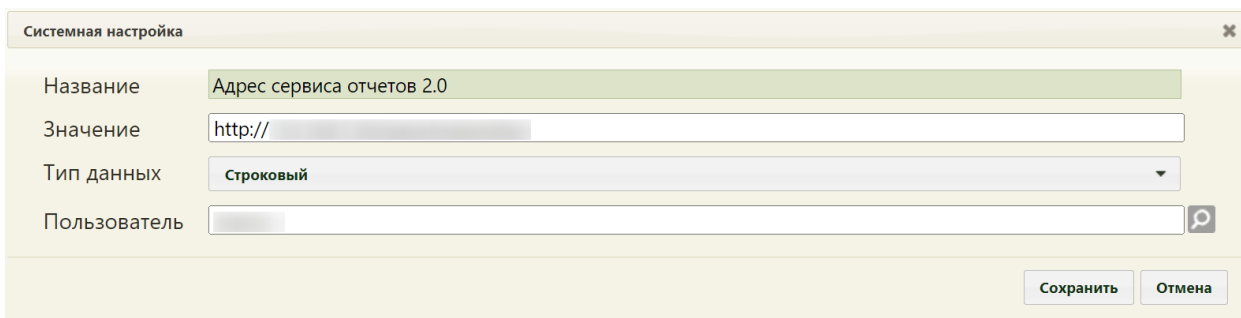 Системная настройка
Название Адрес сервиса отчетов 2.0
Значение http://
Тип данных Строковый
Пользователь
Сохранить Отмена